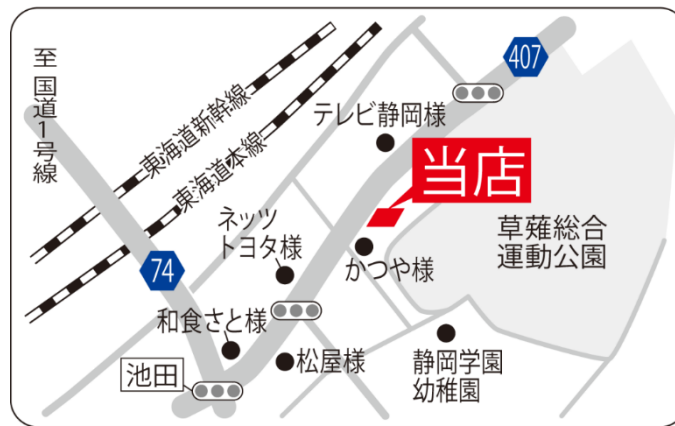 至国道1号線
東海道新幹線
東海道本線
407
テレビ静岡様
当店
ネッツ
トヨタ様
かつや様
草薙総合
運動公園
74
和食さと様
松屋様
静岡学園
幼稚園
池田